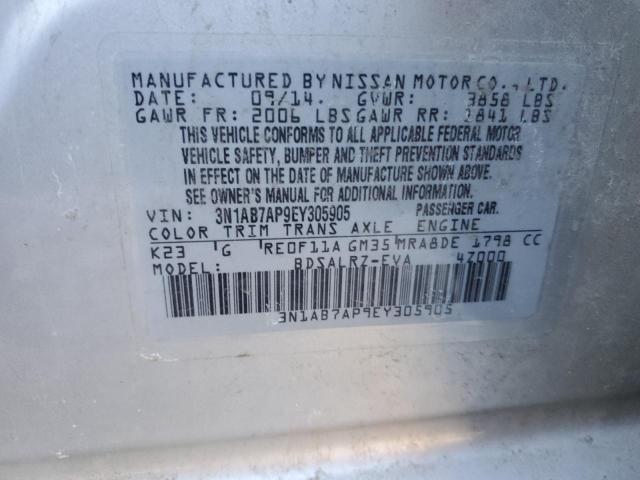 MANUFACTURED BY NISSAN MOTOR CO., LTD.
DATE: 09/14. GVWR: 3858 LBS
GAWR FR: 2006 LBS GAWR RR: 1841 LBS
THIS VEHICLE CONFORMS TO ALL APPLICABLE FEDERAL MOTOR
VEHICLE SAFETY, BUMPER AND THEFT PREVENTION STANDARDS
IN EFFECT ON THE DATE OF MANUFACTURE SHOWN ABOVE.
SEE OWNER'S MANUAL FOR ADDITIONAL INFORMATION.
VIN: 3N1AB7AP9EY305905 PASSENGER CAR.
COLOR TRIM TRANS AXLE ENGINE
K23 G RE0F11A GM35 MRA8DE 1798 CC
MODEL: BDSALRZ-EVA 4Z000
3N1AB7AP9EY305905